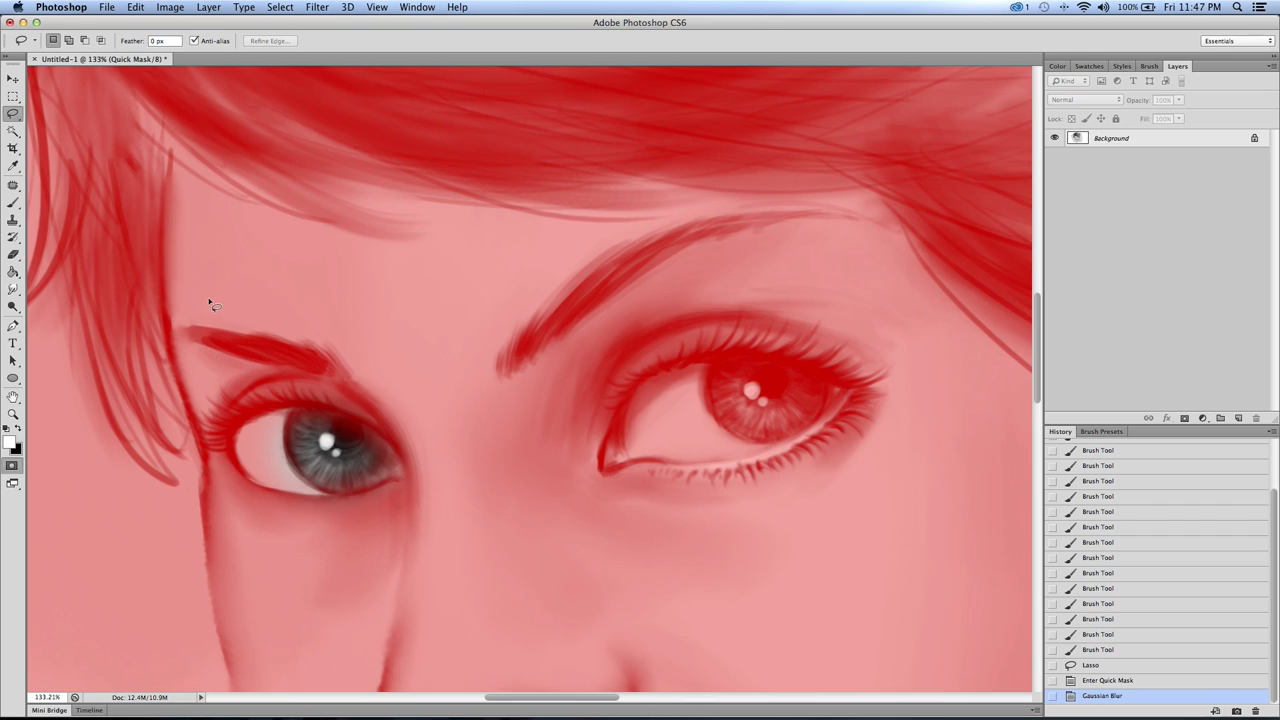 Photoshop File Edit Image Layer Type Select Filter 3D View Window Help 1 100% Fri 11:47 PM
Adobe Photoshop CS6
Feather: 0 px Anti-alias Refine Edge... Essentials
× Untitled-1 @ 133% (Quick Mask/8) *
Color Swatches Styles Brush Layers
Kind
Normal Opacity: 100%
Lock: Fill: 100%
Background
History Brush Presets
Brush Tool
Brush Tool
Brush Tool
Brush Tool
Brush Tool
Brush Tool
Brush Tool
Brush Tool
Brush Tool
Brush Tool
Brush Tool
Brush Tool
Brush Tool
Brush Tool
Lasso
Enter Quick Mask
Gaussian Blur
133.21% Doc: 12.4M/10.9M
Mini Bridge Timeline